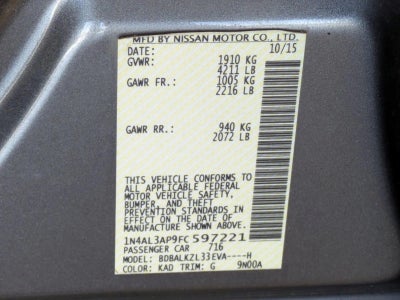 MFD BY NISSAN MOTOR CO., LTD.
DATE: 10/15
GVWR: 1910 KG
4211 LB
GAWR FR.: 1005 KG
2216 LB
GAWR RR.: 940 KG
2072 LB
THIS VEHICLE CONFORMS TO
ALL APPLICABLE FEDERAL
MOTOR VEHICLE SAFETY,
BUMPER, AND THEFT
PREVENTION STANDARDS IN
EFFECT ON THE DATE OF
MANUFACTURE SHOWN ABOVE.
1N4AL3AP9FC597221
PASSENGER CAR 716
MODEL: BDBALKZL33EVA----H
COLOR: KAD TRIM: G 9N00A